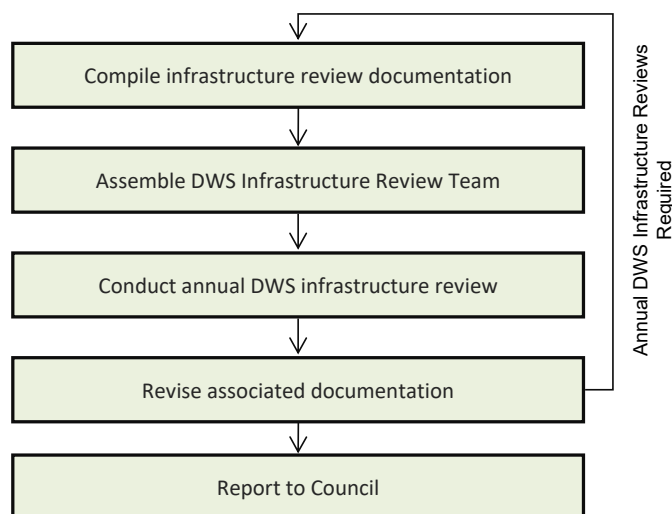 Compile infrastructure review documentation
Assemble DWS Infrastructure Review Team
Conduct annual DWS infrastructure review
Revise associated documentation
Report to Council
Annual DWS Infrastructure Reviews
Required